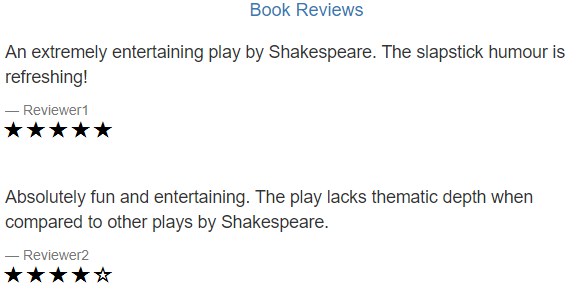 Book Reviews
An extremely entertaining play by Shakespeare. The slapstick humour is
refreshing!
— Reviewer1
★★★★★
Absolutely fun and entertaining. The play lacks thematic depth when
compared to other plays by Shakespeare.
— Reviewer2
★★★★☆